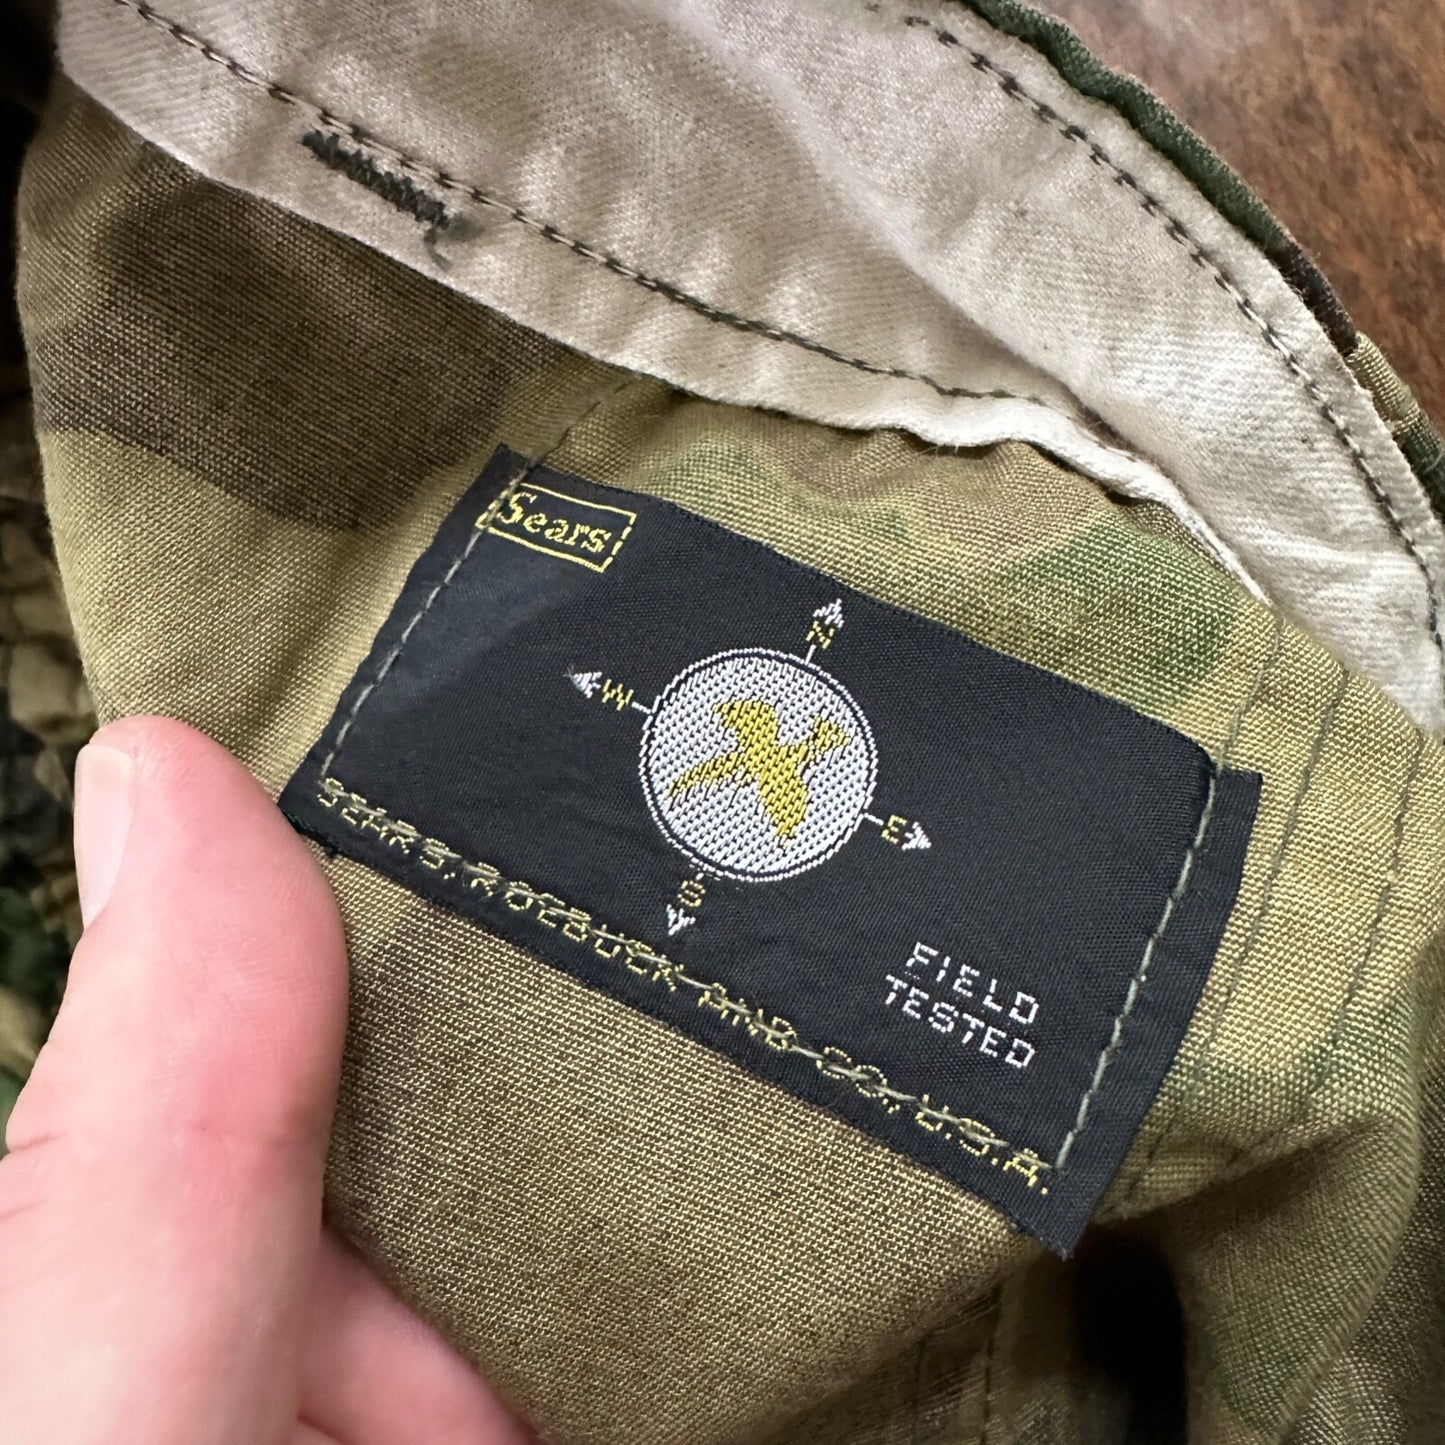 Sears
N
W
E
S
FIELD
TESTED
SEARS, ROEBUCK AND CO., U.S.A.